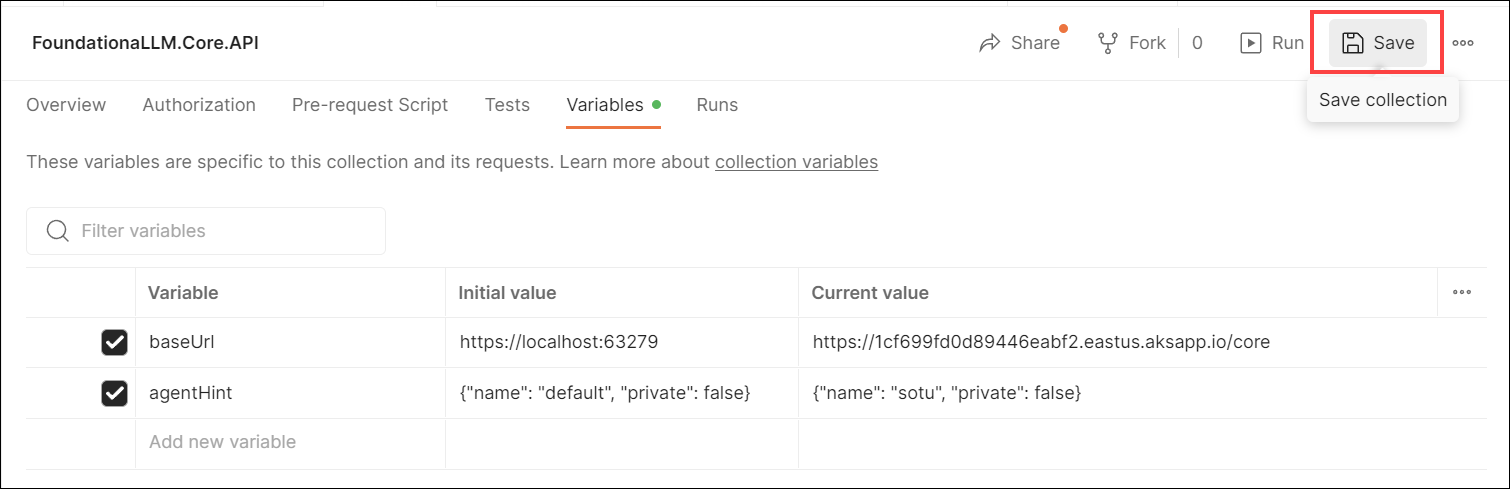 FoundationaLLM.Core.API Share Fork 0 Run Save
Overview Authorization Pre-request Script Tests Variables Runs
Save collection
These variables are specific to this collection and its requests. Learn more about collection variables
Filter variables
Variable Initial value Current value
baseUrl https://localhost:63279 https://1cf699fd0d89446eabf2.eastus.aksapp.io/core
agentHint {"name": "default", "private": false} {"name": "sotu", "private": false}
Add new variable